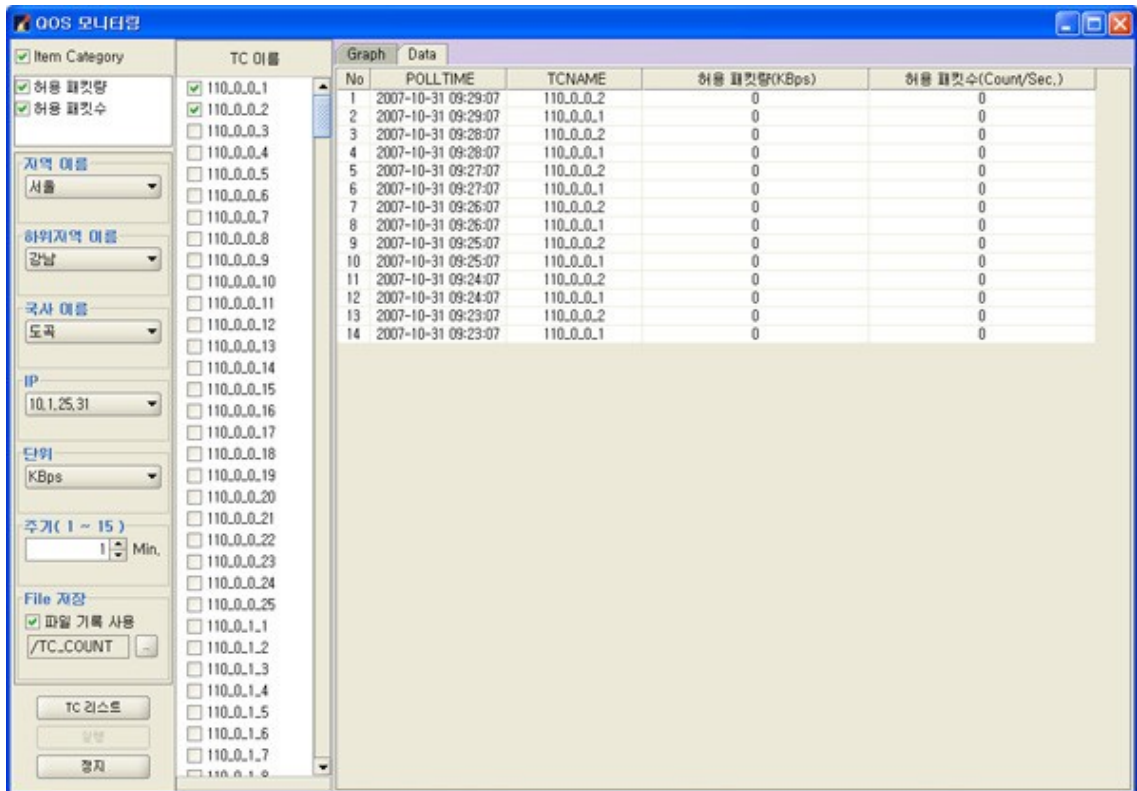 QOS 모니터링
Item Category
허용 패킷량
허용 패킷수
지역 이름
서울
하위지역 이름
강남
국사 이름
도곡
IP
10.1.25.31
단위
KBps
주기( 1 ~ 15 )
1 Min.
File 저장
파일 기록 사용
/TC_COUNT ...
TC 리스트
실행
정지
TC 이름
110_0_0_1
110_0_0_2
110_0_0_3
110_0_0_4
110_0_0_5
110_0_0_6
110_0_0_7
110_0_0_8
110_0_0_9
110_0_0_10
110_0_0_11
110_0_0_12
110_0_0_13
110_0_0_14
110_0_0_15
110_0_0_16
110_0_0_17
110_0_0_18
110_0_0_19
110_0_0_20
110_0_0_21
110_0_0_22
110_0_0_23
110_0_0_24
110_0_0_25
110_0_1_1
110_0_1_2
110_0_1_3
110_0_1_4
110_0_1_5
110_0_1_6
110_0_1_7
110_0_1_8
Graph Data
No POLLTIME TCNAME 허용 패킷량(KBps) 허용 패킷수(Count/Sec.)
1 2007-10-31 09:29:07 110_0_0_2 0 0
2 2007-10-31 09:29:07 110_0_0_1 0 0
3 2007-10-31 09:28:07 110_0_0_2 0 0
4 2007-10-31 09:28:07 110_0_0_1 0 0
5 2007-10-31 09:27:07 110_0_0_2 0 0
6 2007-10-31 09:27:07 110_0_0_1 0 0
7 2007-10-31 09:26:07 110_0_0_2 0 0
8 2007-10-31 09:26:07 110_0_0_1 0 0
9 2007-10-31 09:25:07 110_0_0_2 0 0
10 2007-10-31 09:25:07 110_0_0_1 0 0
11 2007-10-31 09:24:07 110_0_0_2 0 0
12 2007-10-31 09:24:07 110_0_0_1 0 0
13 2007-10-31 09:23:07 110_0_0_2 0 0
14 2007-10-31 09:23:07 110_0_0_1 0 0